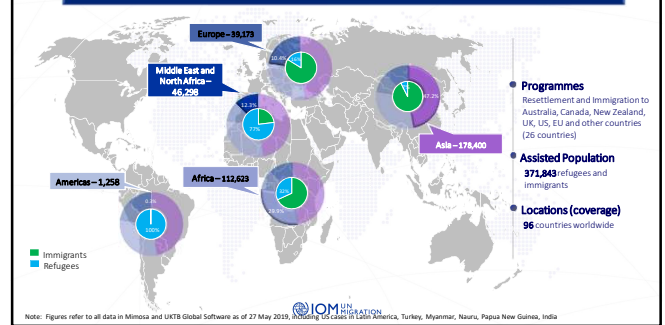 Europe – 39,173
10.4%
16%
Middle East and
North Africa –
46,298
12.3%
77%
47.2%
Asia – 178,400
Africa – 112,623
32%
29.9%
Americas – 1,258
0.3%
100%
Immigrants
Refugees
Programmes
Resettlement and Immigration to
Australia, Canada, New Zealand,
UK, US, EU and other countries
(26 countries)
Assisted Population
371,843 refugees and
immigrants
Locations (coverage)
96 countries worldwide
IOM UN MIGRATION
Note: Figures refer to all data in Mimosa and UKTB Global Software as of 27 May 2019, including US cases in Latin America, Turkey, Myanmar, Nauru, Papua New Guinea, India